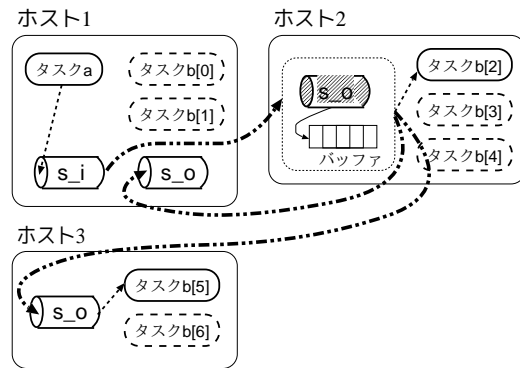 ホスト1
タスクa
タスクb[0]
タスクb[1]
s_i
s_o
ホスト2
s_o
バッファ
タスクb[2]
タスクb[3]
タスクb[4]
ホスト3
s_o
タスクb[5]
タスクb[6]